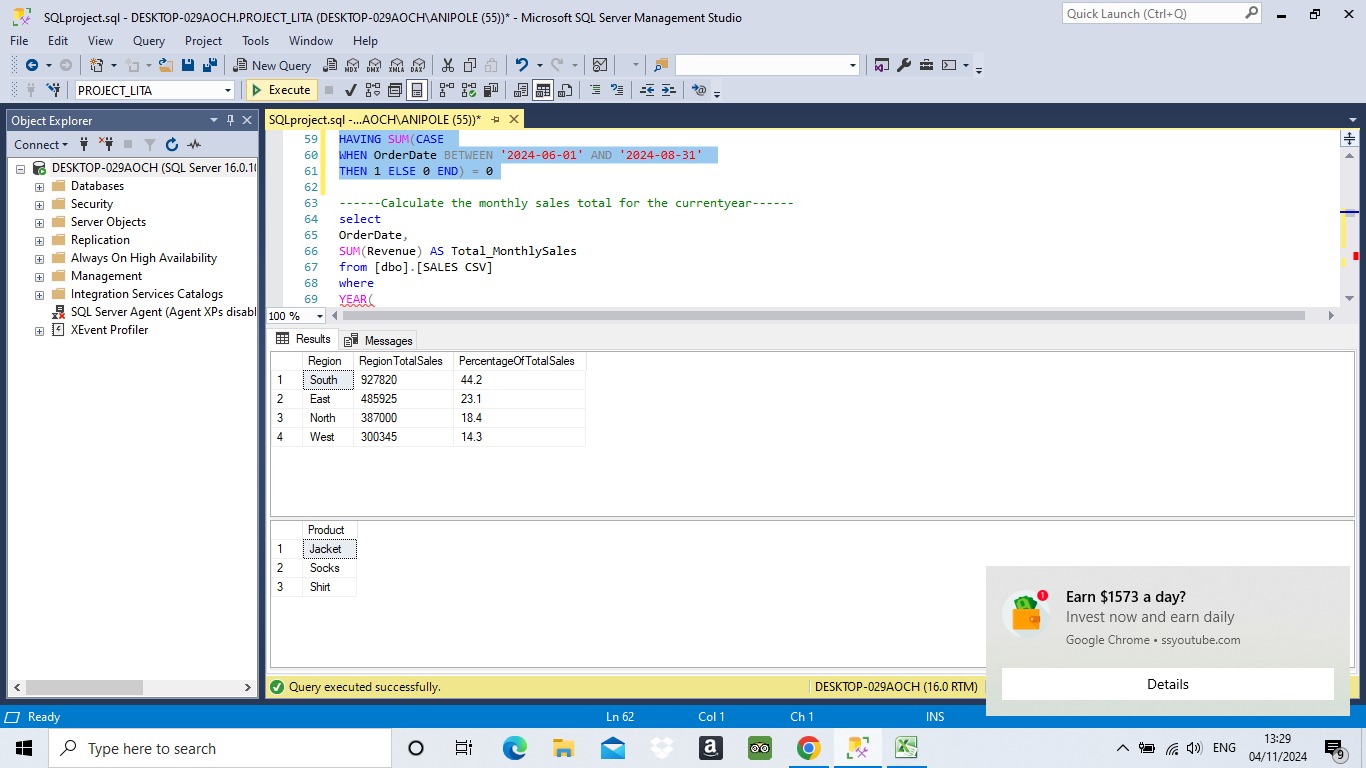 SQLproject.sql - DESKTOP-029AOCH.PROJECT_LITA (DESKTOP-029AOCH\ANIPOLE (55))* - Microsoft SQL Server Management Studio
Quick Launch (Ctrl+Q)
File Edit View Query Project Tools Window Help
New Query MDX DMX XMLA DAX
PROJECT_LITA Execute
Object Explorer
Connect
DESKTOP-029AOCH (SQL Server 16.0.10
Databases
Security
Server Objects
Replication
Always On High Availability
Management
Integration Services Catalogs
SQL Server Agent (Agent XPs disabl
XEvent Profiler
SQLproject.sql -...AOCH\ANIPOLE (55))*
59 HAVING SUM(CASE
60 WHEN OrderDate BETWEEN '2024-06-01' AND '2024-08-31'
61 THEN 1 ELSE 0 END) = 0
62
63 ------Calculate the monthly sales total for the currentyear------
64 select
65 OrderDate,
66 SUM(Revenue) AS Total_MonthlySales
67 from [dbo].[SALES CSV]
68 where
69 YEAR(
100 %
Results Messages
Region RegionTotalSales PercentageOfTotalSales
1 South 927820 44.2
2 East 485925 23.1
3 North 387000 18.4
4 West 300345 14.3
Product
1 Jacket
2 Socks
3 Shirt
Earn $1573 a day?
1
Invest now and earn daily
Google Chrome • ssyoutube.com
Details
Query executed successfully.
DESKTOP-029AOCH (16.0 RTM)
Ready
Ln 62 Col 1 Ch 1 INS
Type here to search
ENG
13:29
04/11/2024
9